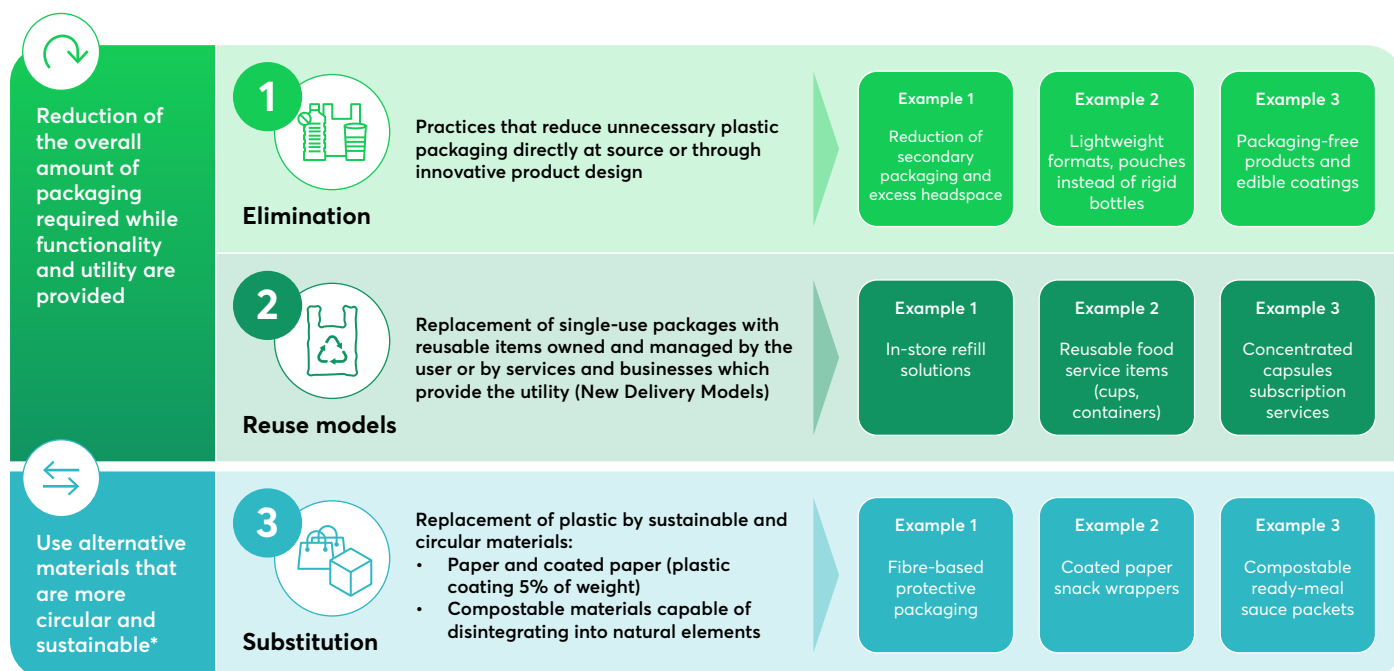 Reduction of
the overall
amount of
packaging
required while
functionality
and utility are
provided
1
Elimination
Practices that reduce unnecessary plastic
packaging directly at source or through
innovative product design
Example 1
Reduction of
secondary
packaging and
excess headspace
Example 2
Lightweight
formats, pouches
instead of rigid
bottles
Example 3
Packaging-free
products and
edible coatings
2
Reuse models
Replacement of single-use packages with
reusable items owned and managed by the
user or by services and businesses which
provide the utility (New Delivery Models)
Example 1
In-store refill
solutions
Example 2
Reusable food
service items
(cups,
containers)
Example 3
Concentrated
capsules
subscription
services
Use alternative
materials that
are more
circular and
sustainable*
3
Substitution
Replacement of plastic by sustainable and
circular materials:
• Paper and coated paper (plastic
coating 5% of weight)
• Compostable materials capable of
disintegrating into natural elements
Example 1
Fibre-based
protective
packaging
Example 2
Coated paper
snack wrappers
Example 3
Compostable
ready-meal
sauce packets